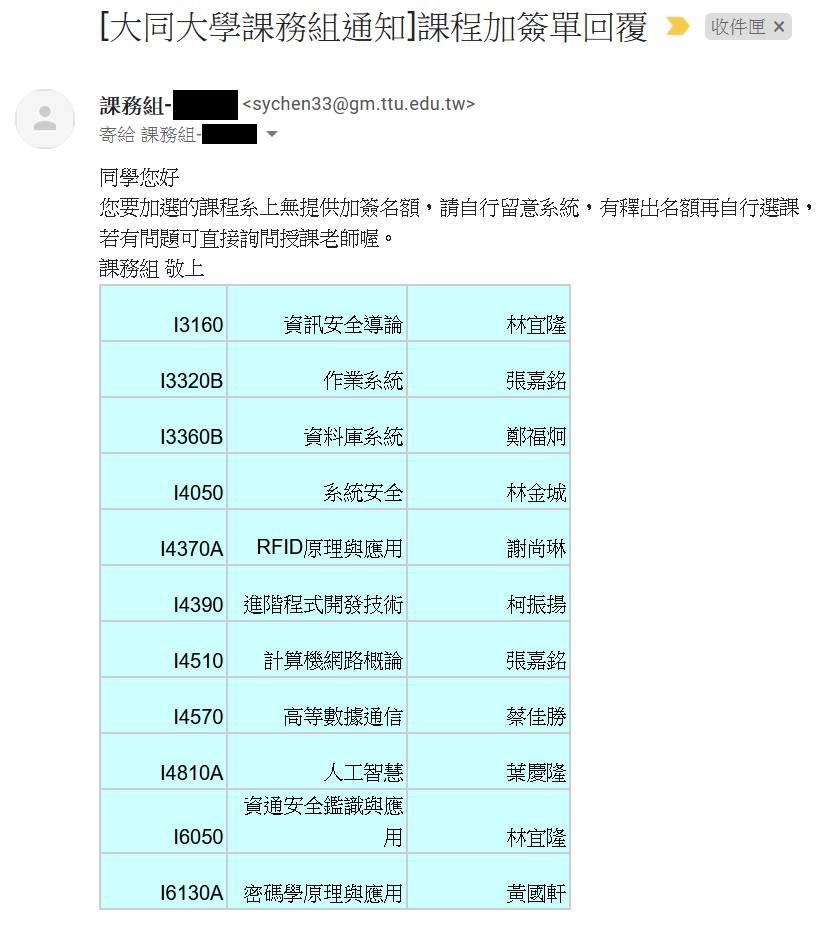 [大同大學課務組通知]課程加簽單回覆 收件匣 ×
課務組- <sychen33@gm.ttu.edu.tw>
寄給 課務組-
同學您好
您要加選的課程系上無提供加簽名額，請自行留意系統，有釋出名額再自行選課，
若有問題可直接詢問授課老師喔。
課務組 敬上
I3160 資訊安全導論 林宜隆
I3320B 作業系統 張嘉銘
I3360B 資料庫系統 鄭福炯
I4050 系統安全 林金城
I4370A RFID原理與應用 謝尚琳
I4390 進階程式開發技術 柯振揚
I4510 計算機網路概論 張嘉銘
I4570 高等數據通信 蔡佳勝
I4810A 人工智慧 葉慶隆
資通安全鑑識與應
I6050 用 林宜隆
I6130A 密碼學原理與應用 黃國軒